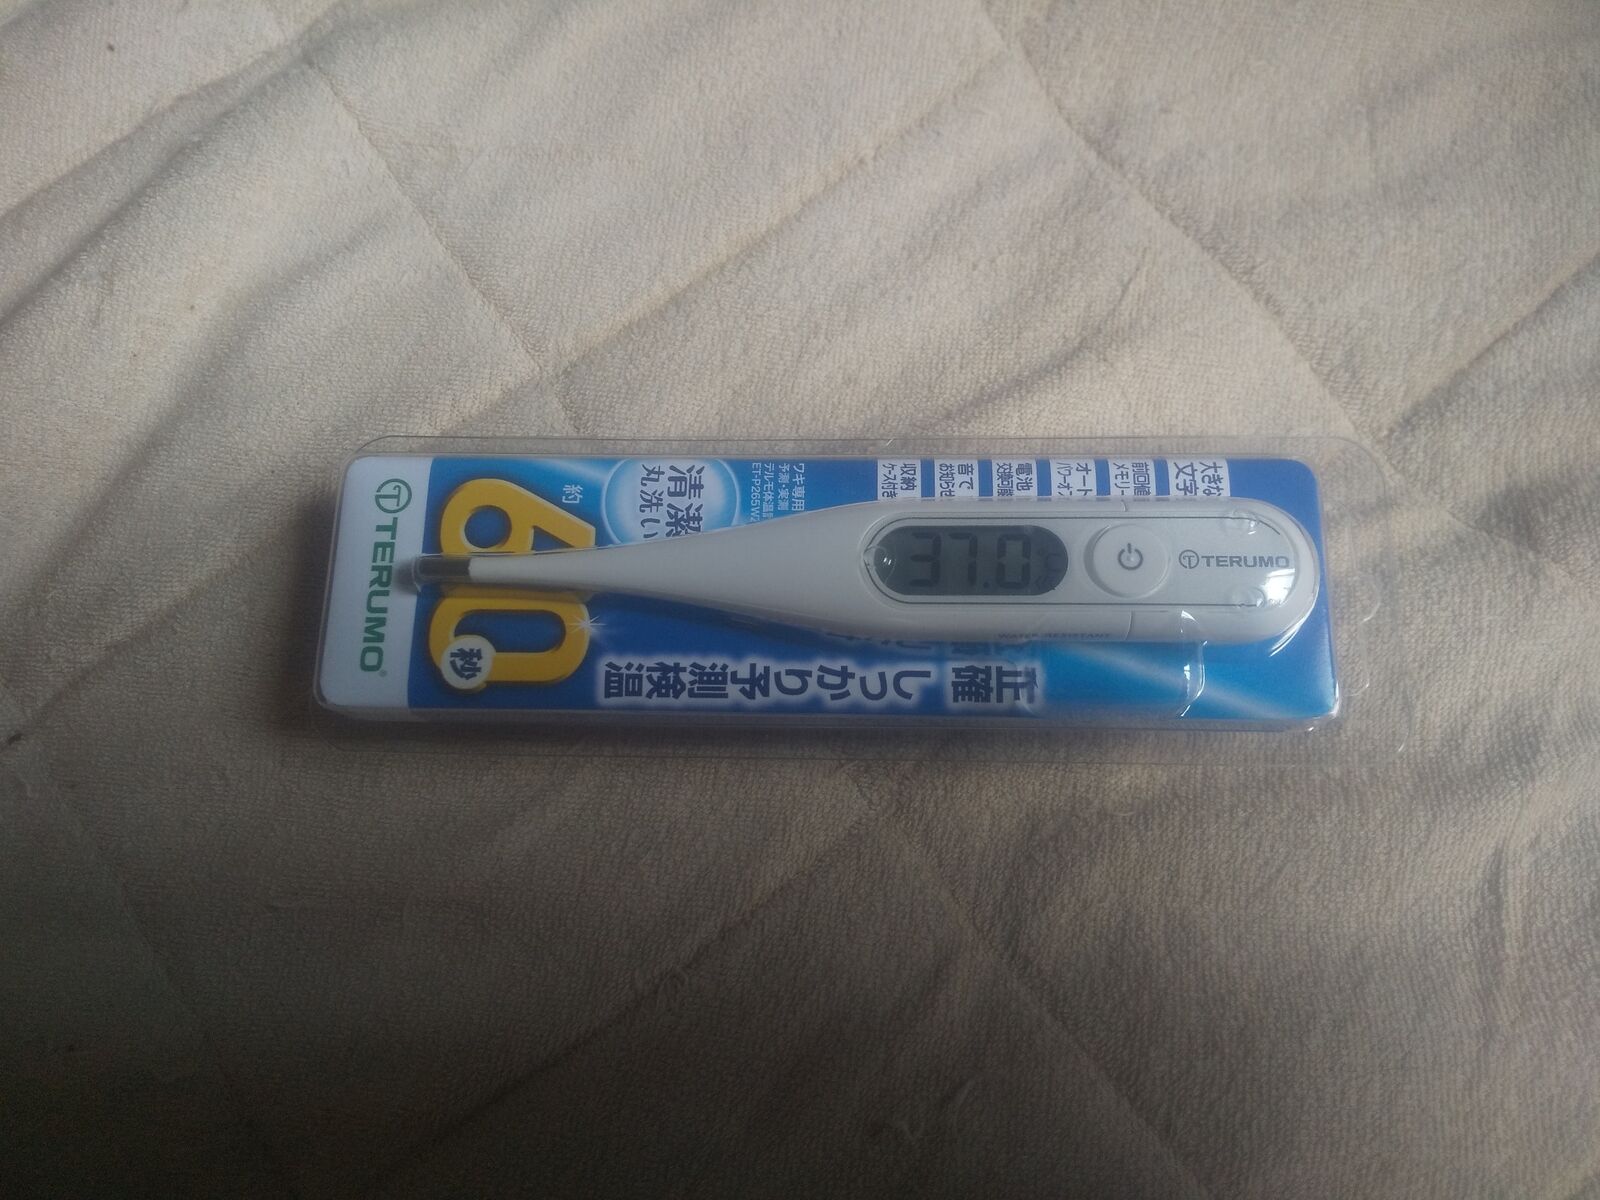 TERUMO
約
60
秒
清潔
丸洗い
ワキ専用
予測・実測
テルモ体温計
ET-P265W
収納
ケース付き
音で
お知らせ
電池
交換可能
オート
パワーオフ
前回値
メモリー
大きな
文字
37.0
℃
TERUMO
WATER RESISTANT
正確
しっかり予測検温